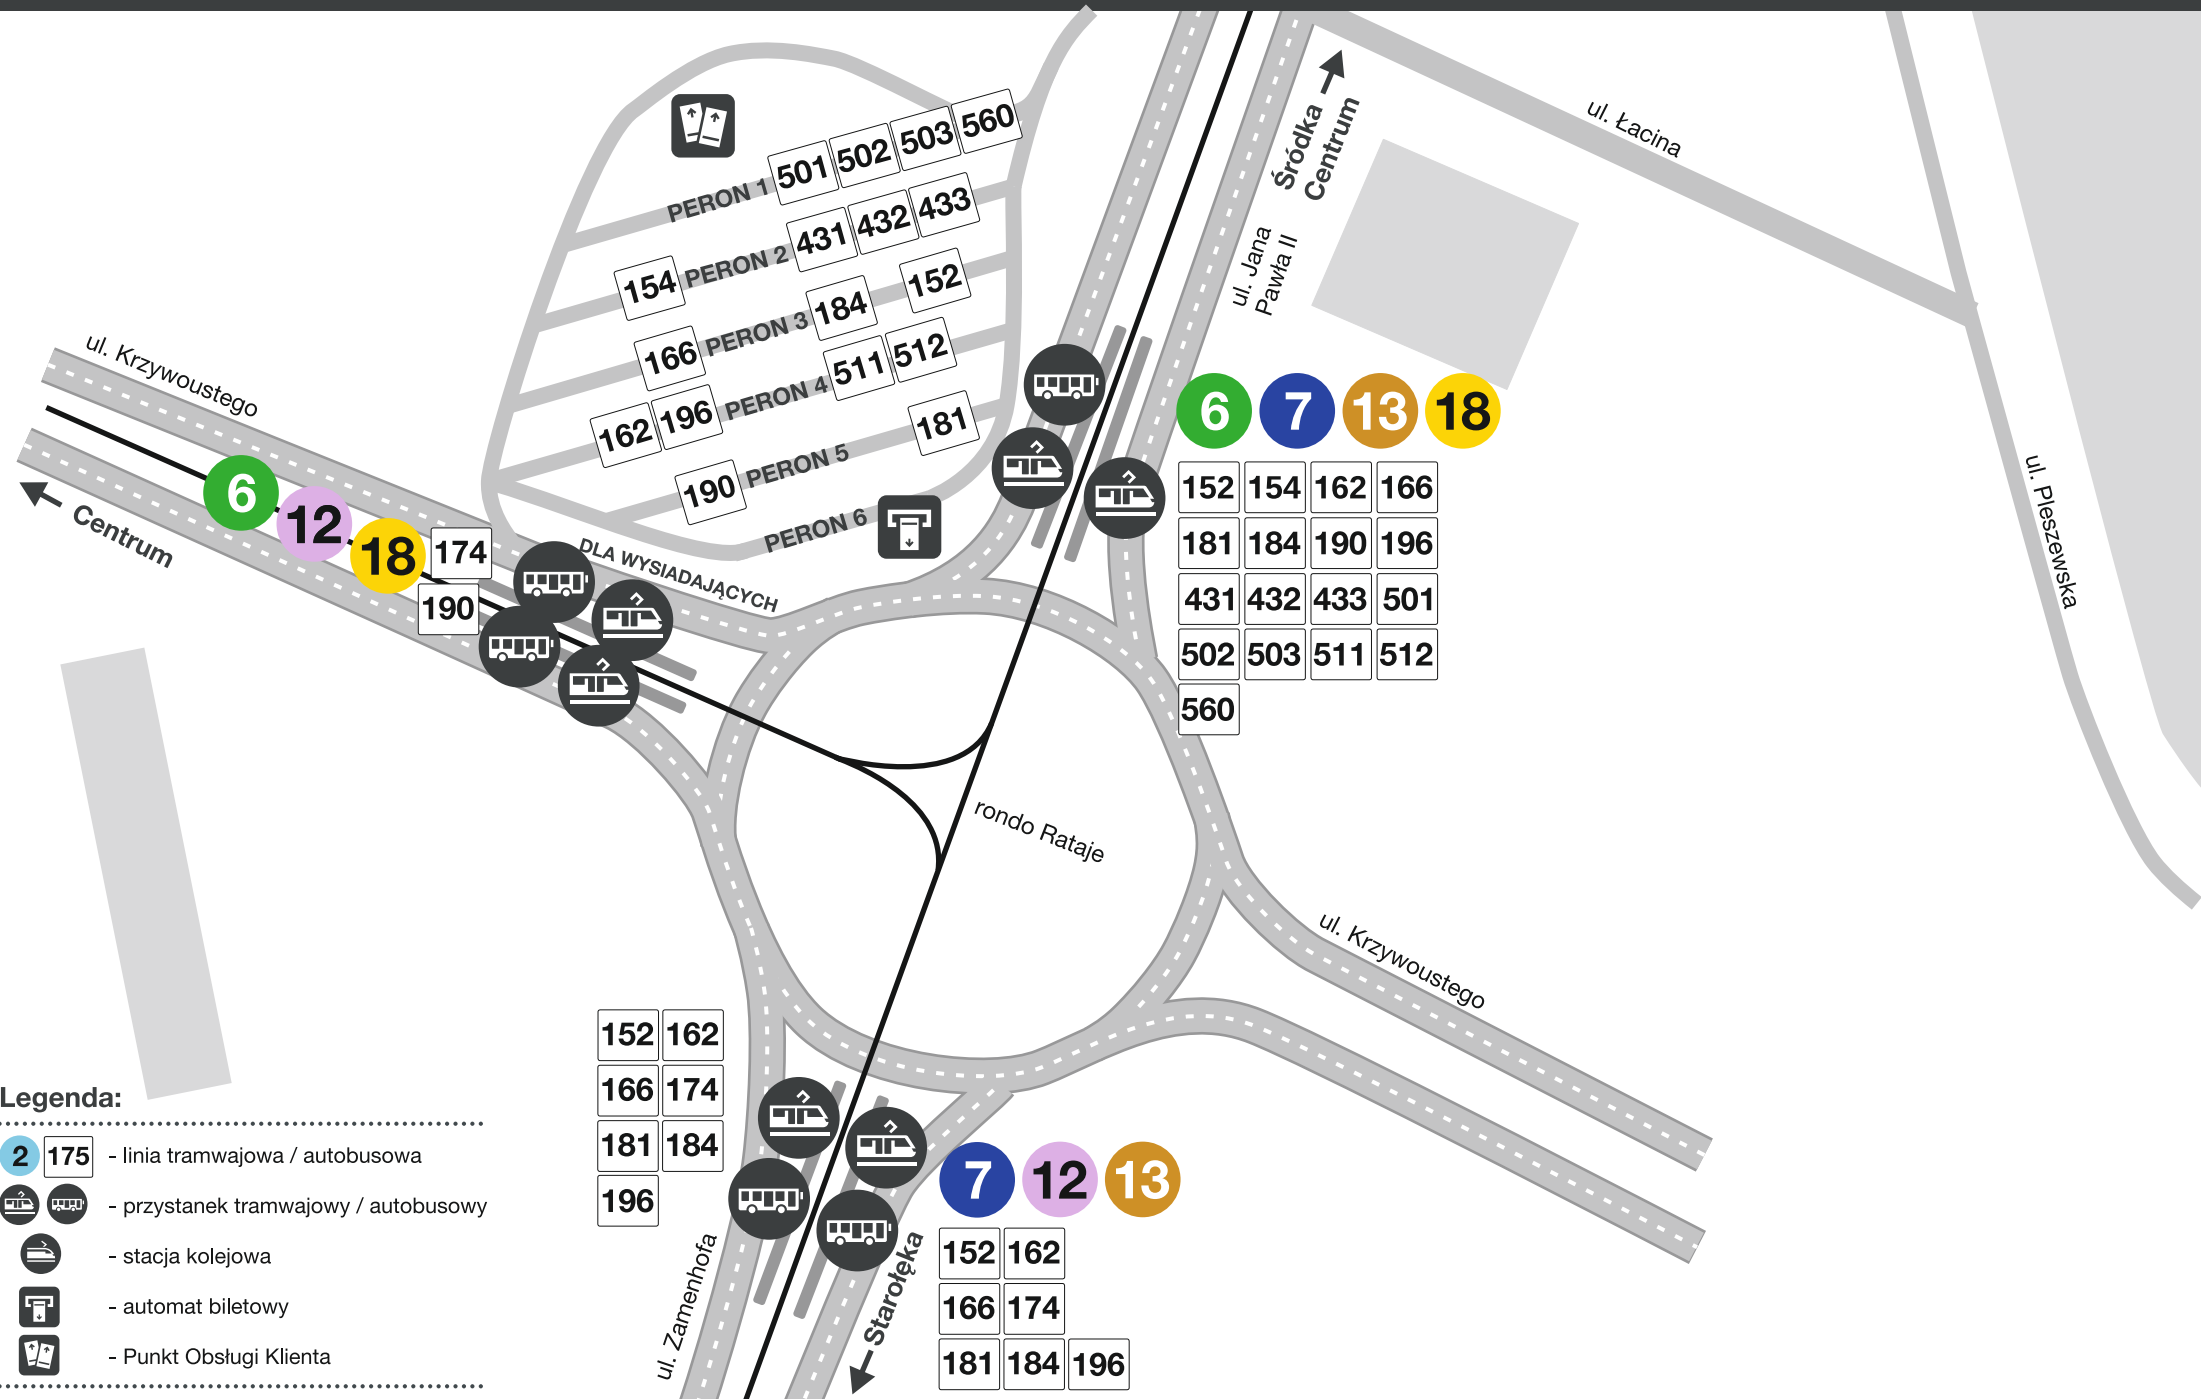 ul. Łacina
Śródka
Centrum
ul. Jana
Pawła II
ul. Pleszewska
PERON 1 501 502 503 560
154 PERON 2 431 432 433
166 PERON 3 184 152
162 196 PERON 4 511 512
190 PERON 5 181
PERON 6
DLA WYSIADAJĄCYCH
ul. Krzywoustego
Centrum
6 12 18 174
190
6 7 13 18
152 154 162 166
181 184 190 196
431 432 433 501
502 503 511 512
560
rondo Rataje
ul. Krzywoustego
152 162
166 174
181 184
196
ul. Zamenhofa
Starołęka
7 12 13
152 162
166 174
181 184 196
Legenda:
2 175 - linia tramwajowa / autobusowa
- przystanek tramwajowy / autobusowy
- stacja kolejowa
- automat biletowy
- Punkt Obsługi Klienta